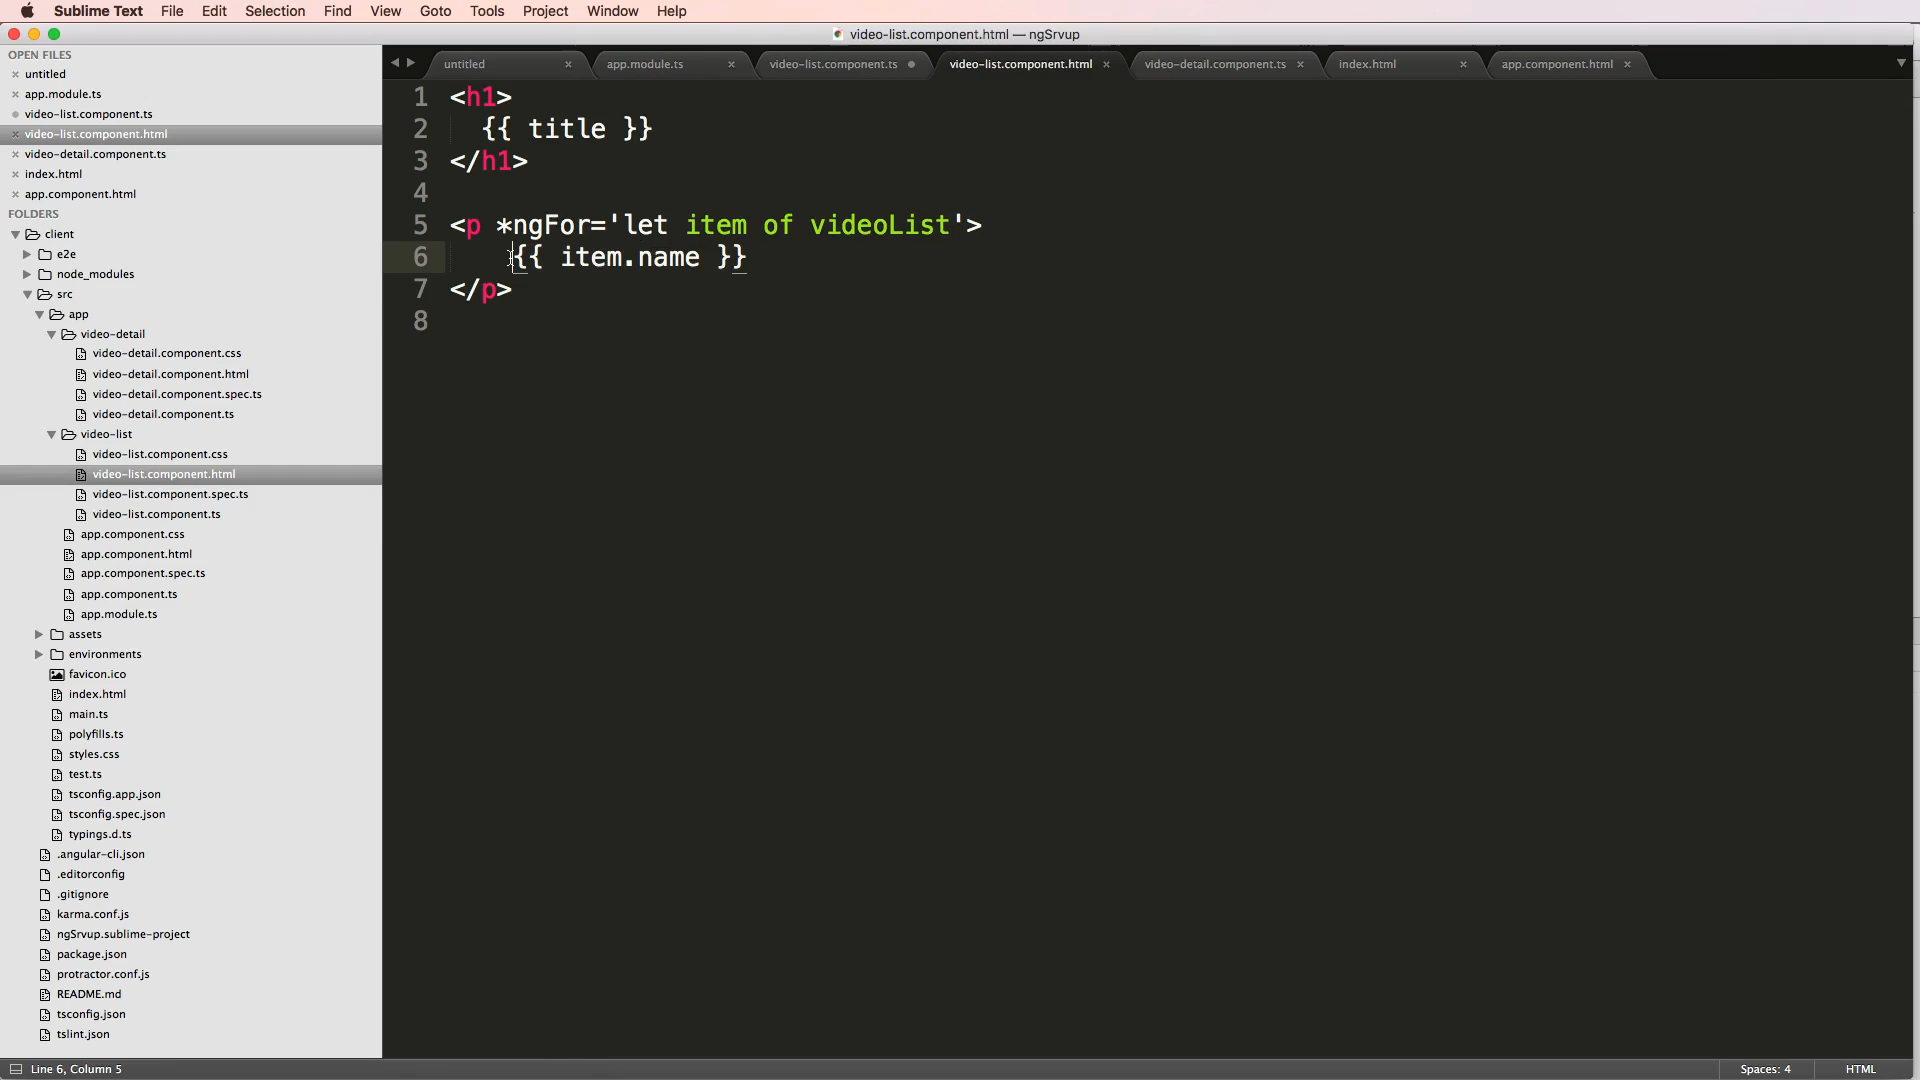 Sublime Text File Edit Selection Find View Goto Tools Project Window Help
video-list.component.html — ngSrvup
OPEN FILES
untitled
app.module.ts
video-list.component.ts
video-list.component.html
video-detail.component.ts
index.html
app.component.html
FOLDERS
client
e2e
node_modules
src
app
video-detail
video-detail.component.css
video-detail.component.html
video-detail.component.spec.ts
video-detail.component.ts
video-list
video-list.component.css
video-list.component.html
video-list.component.spec.ts
video-list.component.ts
app.component.css
app.component.html
app.component.spec.ts
app.component.ts
app.module.ts
assets
environments
favicon.ico
index.html
main.ts
polyfills.ts
styles.css
test.ts
tsconfig.app.json
tsconfig.spec.json
typings.d.ts
.angular-cli.json
.editorconfig
.gitignore
karma.conf.js
ngSrvup.sublime-project
package.json
protractor.conf.js
README.md
tsconfig.json
tslint.json
untitled app.module.ts video-list.component.ts video-list.component.html video-detail.component.ts index.html app.component.html
1 <h1>
2 {{ title }}
3 </h1>
4
5 <p *ngFor='let item of videoList'>
6 {{ item.name }}
7 </p>
8
Line 6, Column 5 Spaces: 4 HTML